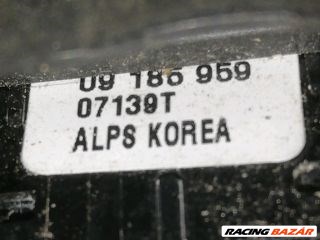 09 186 959
07139T
ALPS KOREA
RACING BAZÁR